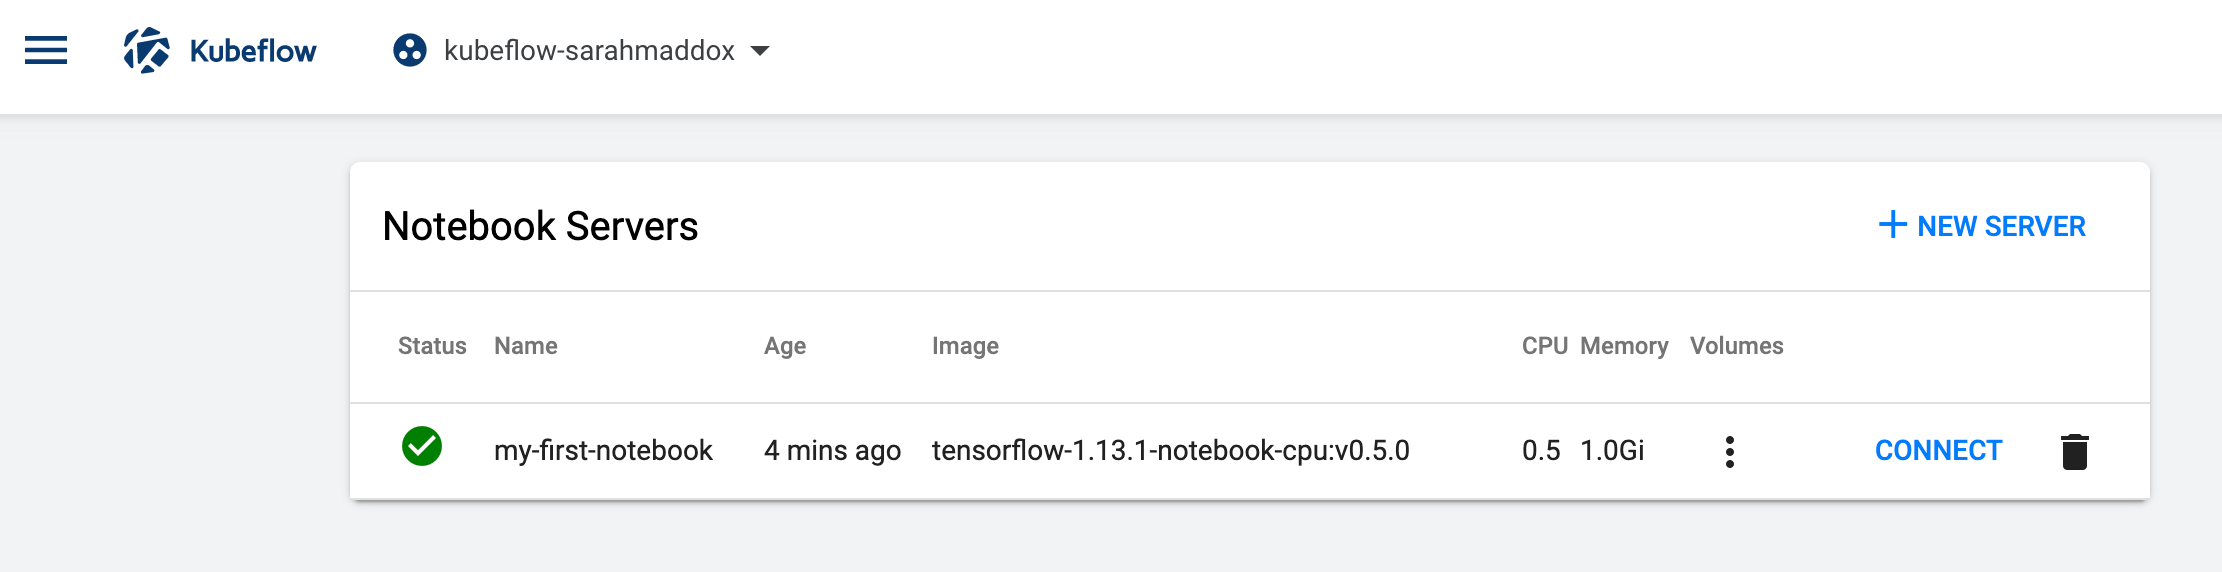 Kubeflow kubeflow-sarahmaddox
Notebook Servers + NEW SERVER
Status Name Age Image CPU Memory Volumes
my-first-notebook 4 mins ago tensorflow-1.13.1-notebook-cpu:v0.5.0 0.5 1.0Gi CONNECT